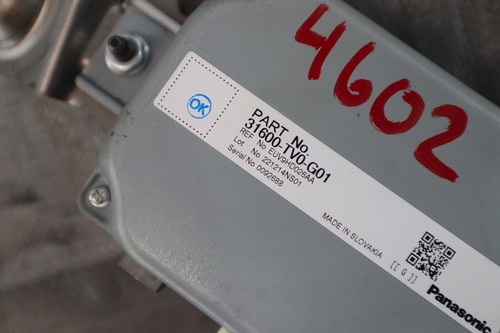 4602
OK
PART No
31600-TV0-G01
REF No EUV9HD026AA
Lot No 221214NS01
Serial No 0092688
MADE IN SLOVAKIA
[[ G ]]
Panasonic